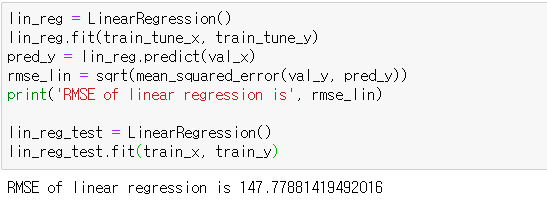 lin_reg = LinearRegression()
lin_reg.fit(train_tune_x, train_tune_y)
pred_y = lin_reg.predict(val_x)
rmse_lin = sqrt(mean_squared_error(val_y, pred_y))
print('RMSE of linear regression is', rmse_lin)
lin_reg_test = LinearRegression()
lin_reg_test.fit(train_x, train_y)
RMSE of linear regression is 147.77881419492016